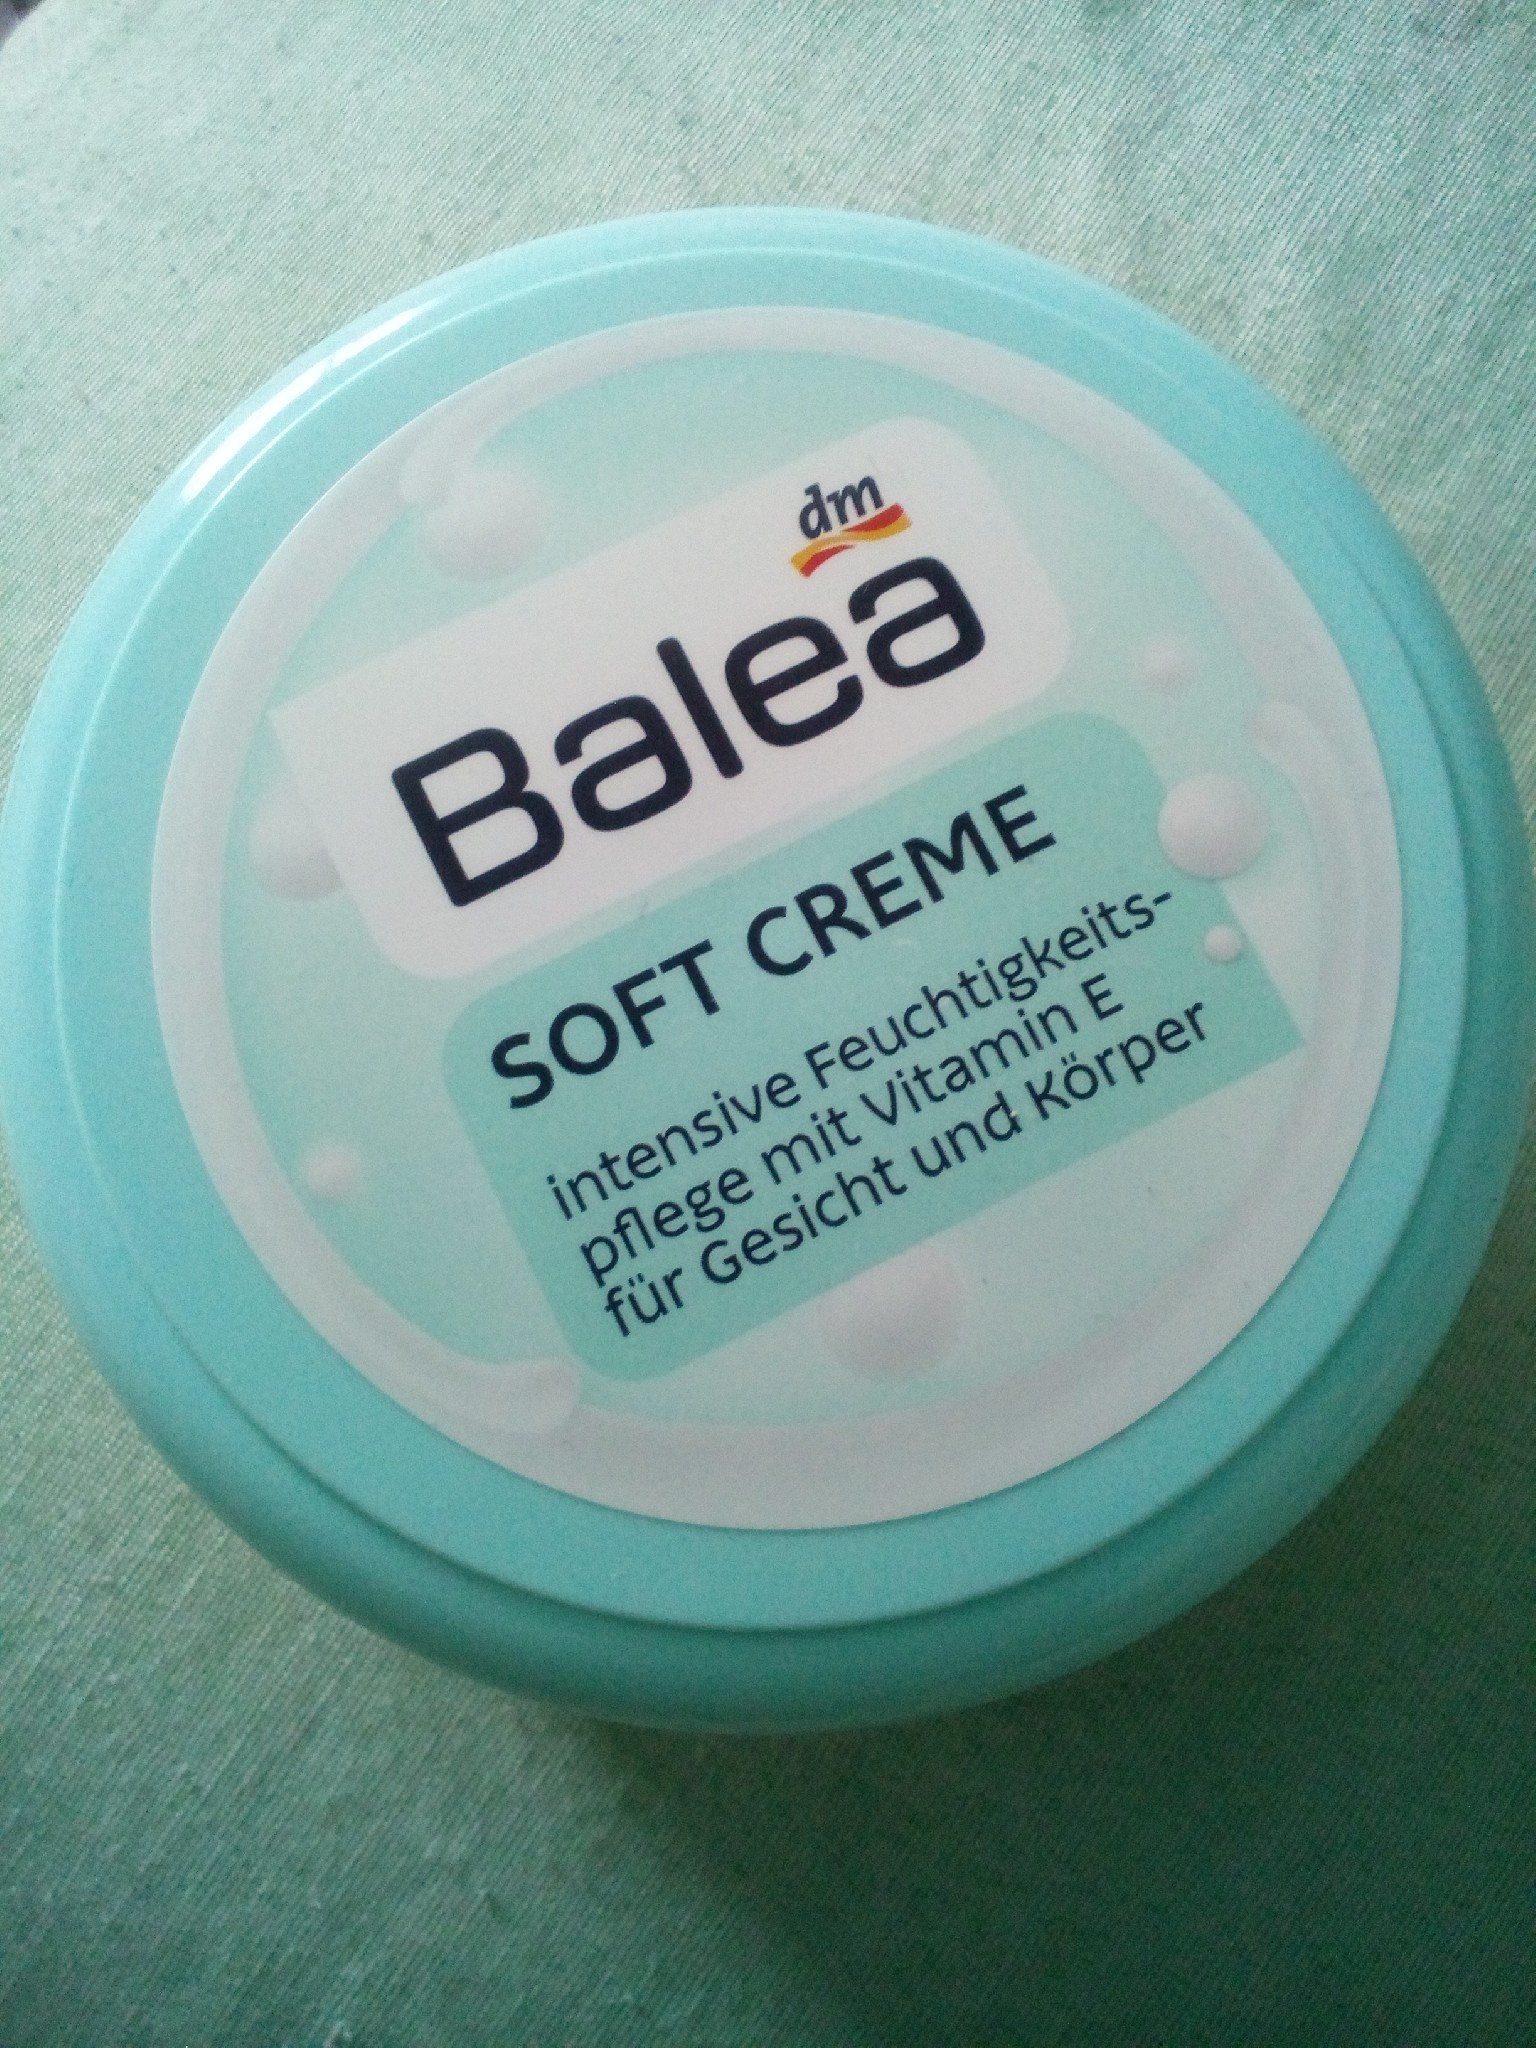 dm
Balea
SOFT CREME
intensive Feuchtigkeits-
pflege mit Vitamin E
für Gesicht und Körper